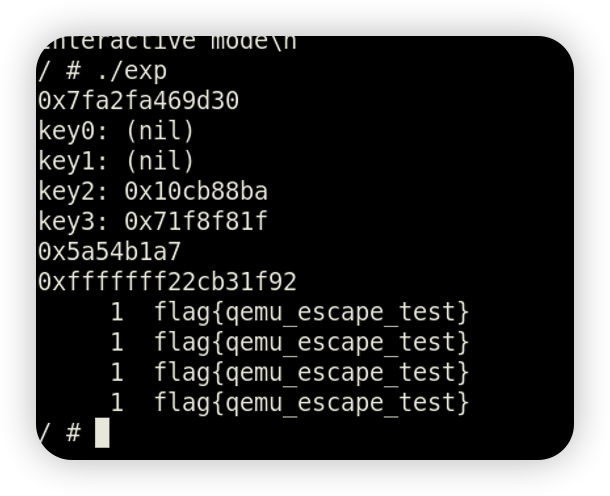 interactive mode\n
/ # ./exp
0x7fa2fa469d30
key0: (nil)
key1: (nil)
key2: 0x10cb88ba
key3: 0x71f8f81f
0x5a54b1a7
0xfffffff22cb31f92
1  flag{qemu_escape_test}
1  flag{qemu_escape_test}
1  flag{qemu_escape_test}
1  flag{qemu_escape_test}
/ #